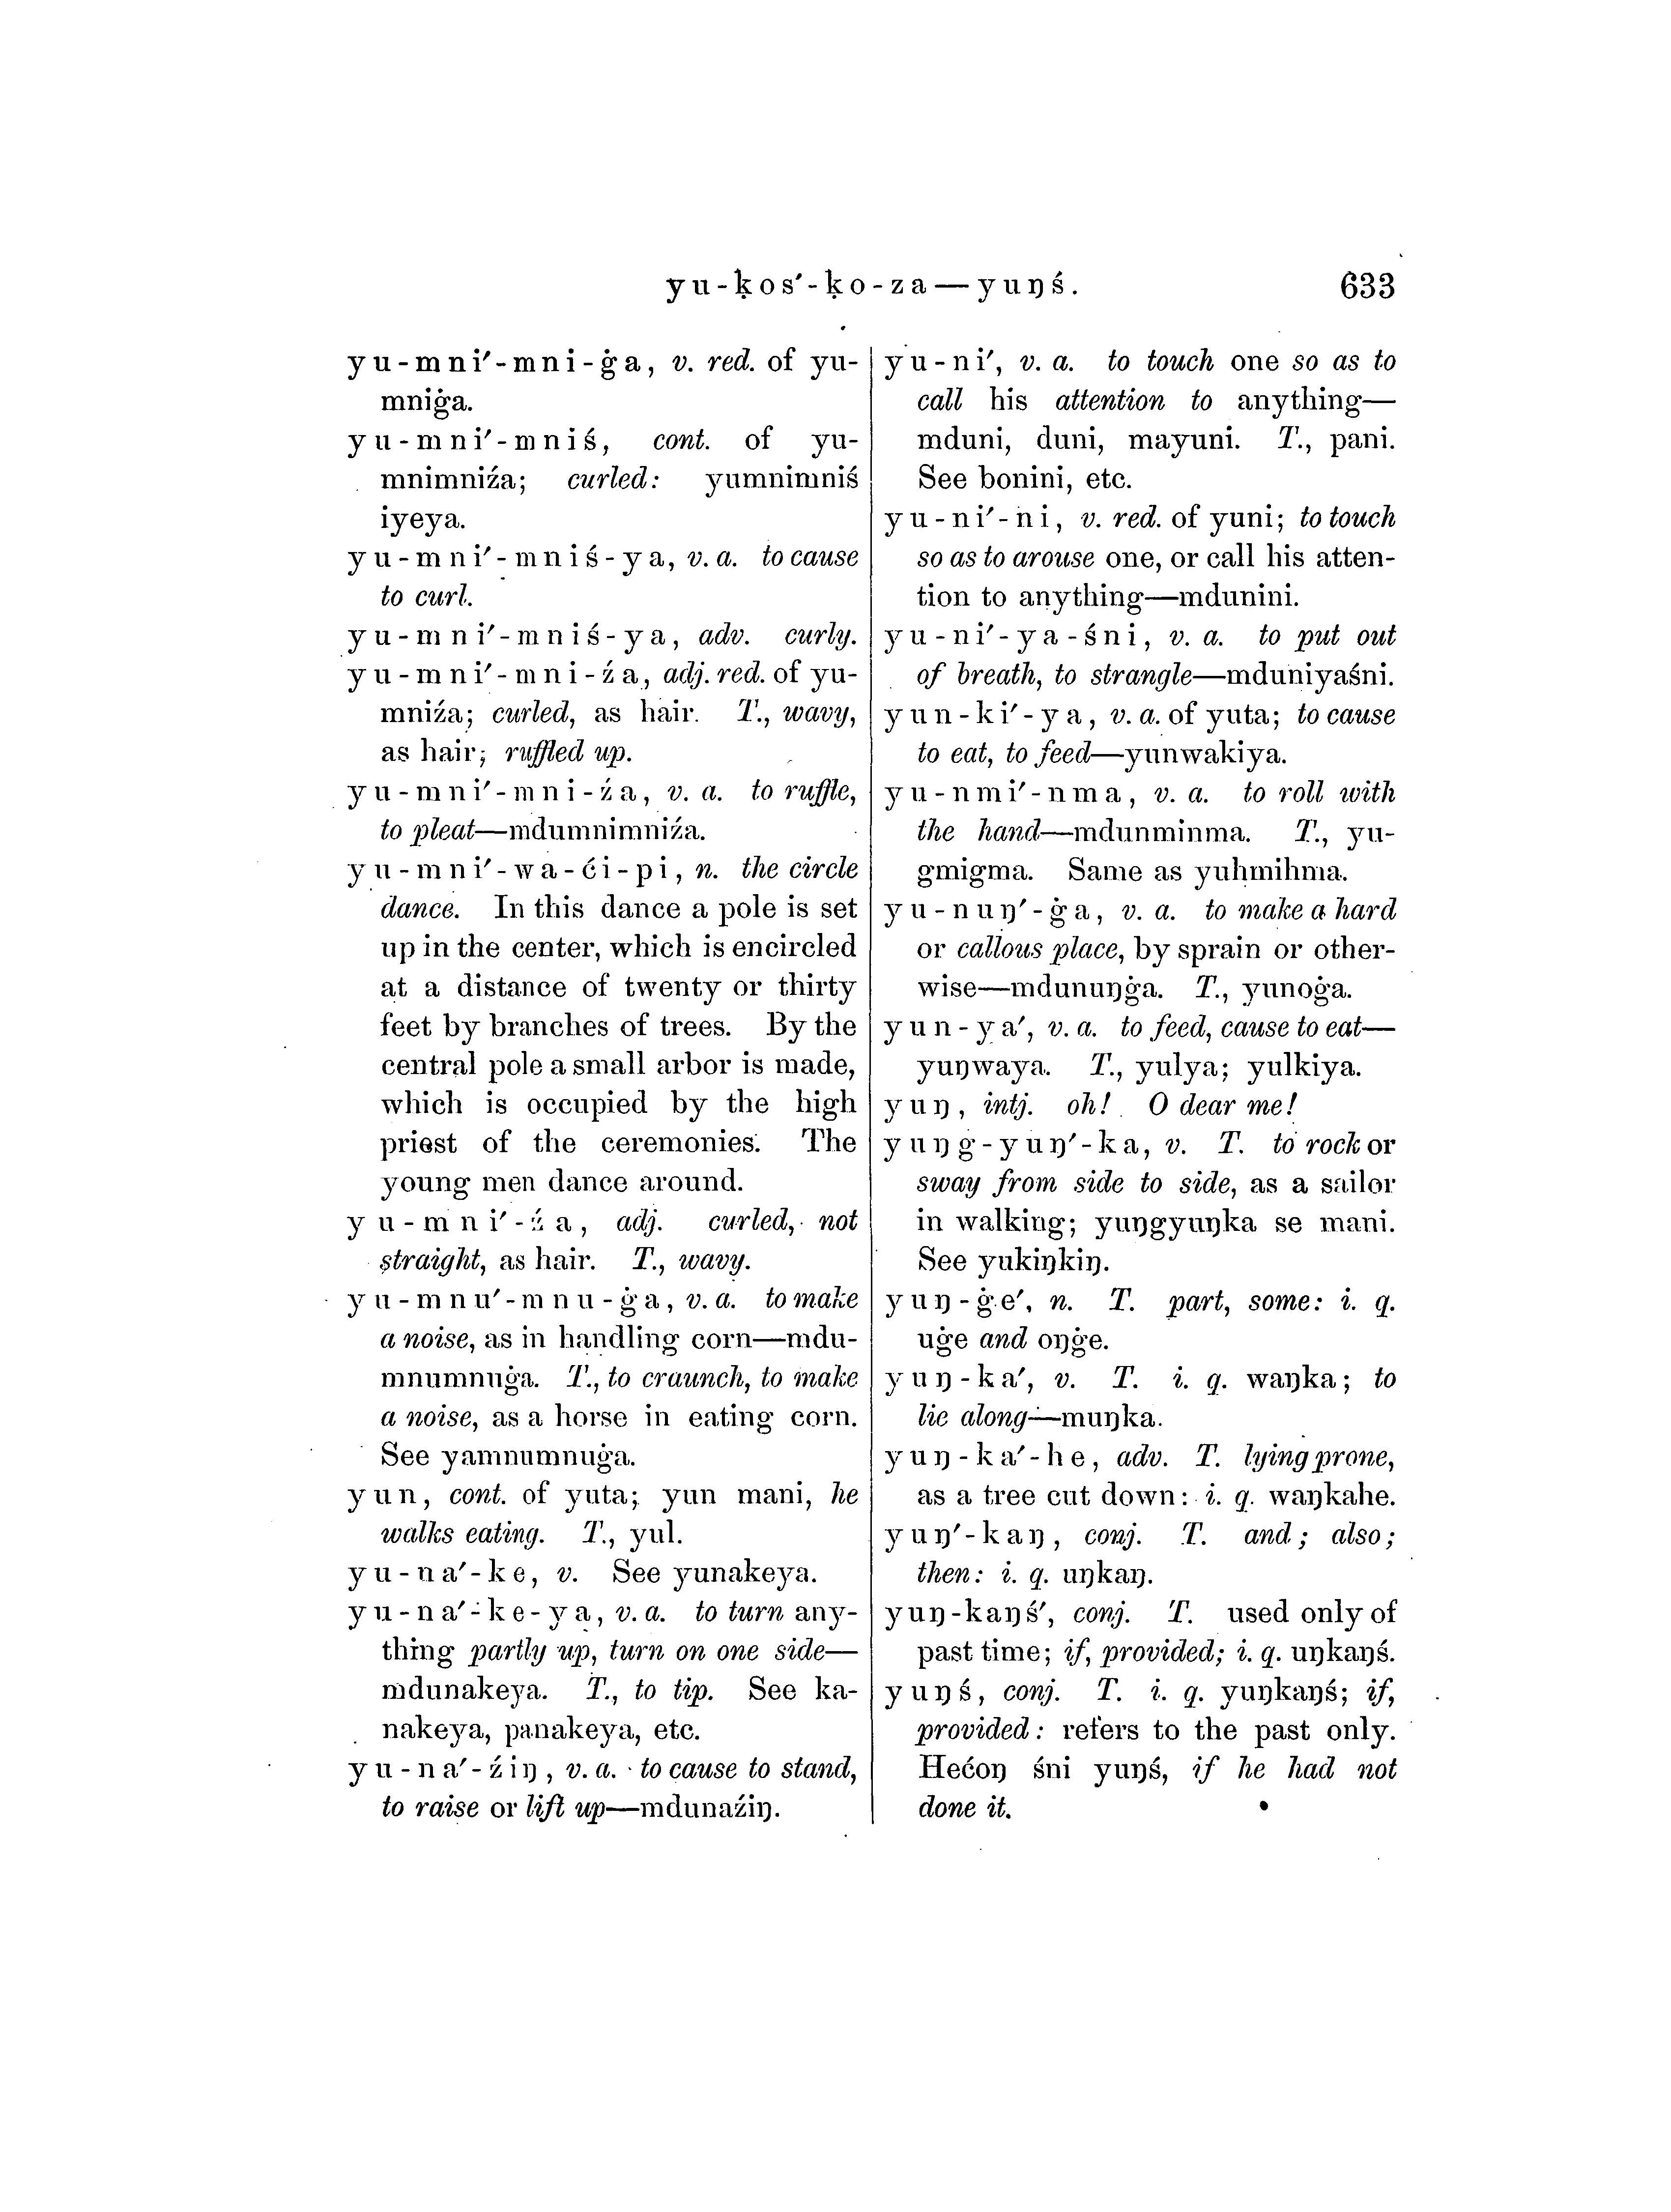 yu-ḳos′-ḳo-za—yuŋś.
633
yu-mni′-mni-ġa, v. red. of yu-
mniġa.
yu-mni′-mniś, cont. of yu-
mnimniźa; curled: yumnimniś
iyeya.
yu-mni′-mniś-ya, v. a. to cause
to curl.
yu-mni′-mniś-ya, adv. curly.
yu-mni′-mni-źa, adj. red. of yu-
mniźa; curled, as hair. T., wavy,
as hair; ruffled up.
yu-mni′-mni-źa, v. a. to ruffle,
to pleat—mdumnimniźa.
yu-mni′-wa-ći-pi, n. the circle
dance. In this dance a pole is set
up in the center, which is encircled
at a distance of twenty or thirty
feet by branches of trees. By the
central pole a small arbor is made,
which is occupied by the high
priest of the ceremonies. The
young men dance around.
yu-mni′-źa, adj. curled, not
straight, as hair. T., wavy.
yu-mnu′-mnu-ġa, v. a. to make
a noise, as in handling corn—mdu-
mnumnuġa. T., to craunch, to make
a noise, as a horse in eating corn.
See yamnumnuġa.
yun, cont. of yuta; yun mani, he
walks eating. T., yul.
yu-na′-ke, v. See yunakeya.
yu-na′-ke-ya, v. a. to turn any-
thing partly up, turn on one side—
mdunakeya. T., to tip. See ka-
nakeya, panakeya, etc.
yu-na′-źiŋ, v. a. to cause to stand,
to raise or lift up—mdunaźiŋ.
yu-ni′, v. a. to touch one so as to
call his attention to anything—
mduni, duni, mayuni. T., pani.
See bonini, etc.
yu-ni′-ni, v. red. of yuni; to touch
so as to arouse one, or call his atten-
tion to anything—mdunini.
yu-ni′-ya-śni, v. a. to put out
of breath, to strangle—mduniyaśni.
yun-ki′-ya, v. a. of yuta; to cause
to eat, to feed—yunwakiya.
yu-nmi′-nma, v. a. to roll with
the hand—mdunminma. T., yu-
gmigma. Same as yuhmihma.
yu-nuŋ′-ġa, v. a. to make a hard
or callous place, by sprain or other-
wise—mdunuŋġa. T., yunoġa.
yun-ya′, v. a. to feed, cause to eat—
yuŋwaya. T., yulya; yulkiya.
yuŋ, intj. oh! O dear me!
yuŋg-yuŋ′-ka, v. T. to rock or
sway from side to side, as a sailor
in walking; yuŋgyuŋka se mani.
See yukiŋkiŋ.
yuŋ-ġe′, n. T. part, some: i. q.
uġe and oŋġe.
yuŋ-ka′, v. T. i. q. waŋka; to
lie along—muŋka.
yuŋ-ka′-he, adv. T. lying prone,
as a tree cut down: i. q. waŋkahe.
yuŋ′-kaŋ, conj. T. and; also;
then: i. q. uŋkaŋ.
yuŋ-kaŋś′, conj. T. used only of
past time; if, provided; i. q. uŋkaŋś.
yuŋś, conj. T. i. q. yuŋkaŋś; if,
provided: refers to the past only.
Hećoŋ śni yuŋś, if he had not
done it.